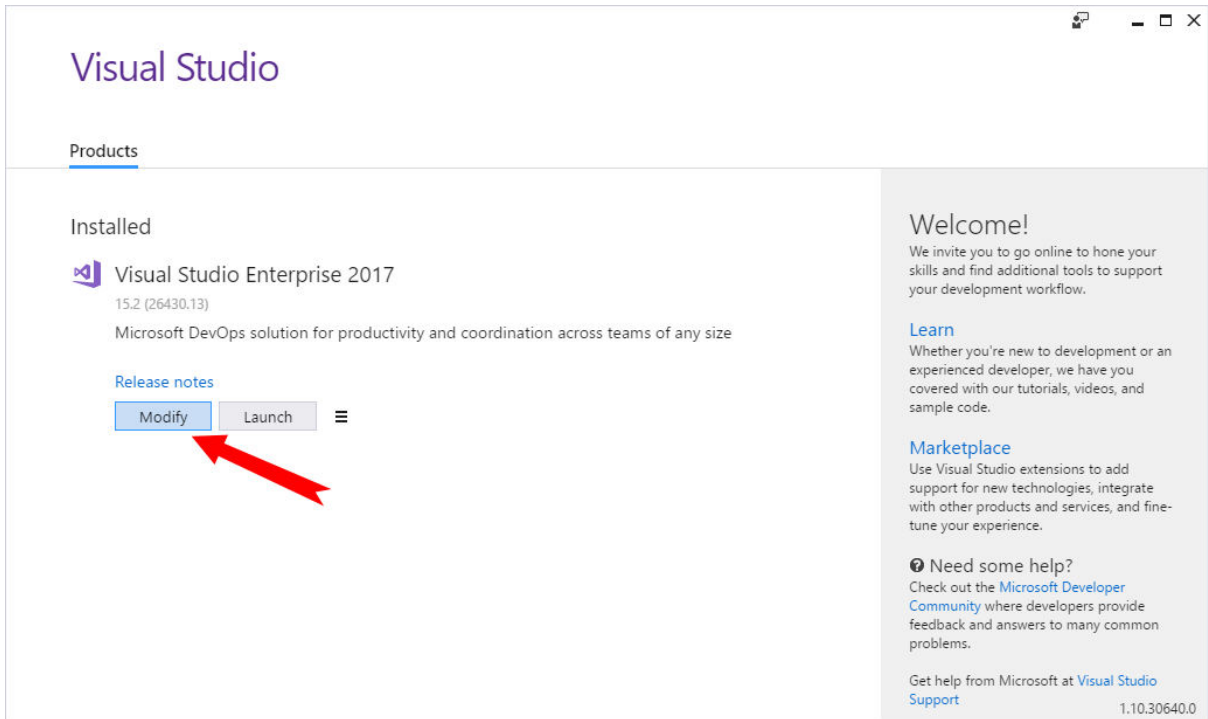 Visual Studio
Products
Installed
Visual Studio Enterprise 2017
15.2 (26430.13)
Microsoft DevOps solution for productivity and coordination across teams of any size
Release notes
Modify
Launch
Welcome!
We invite you to go online to hone your
skills and find additional tools to support
your development workflow.
Learn
Whether you're new to development or an
experienced developer, we have you
covered with our tutorials, videos, and
sample code.
Marketplace
Use Visual Studio extensions to add
support for new technologies, integrate
with other products and services, and fine-
tune your experience.
Need some help?
Check out the Microsoft Developer
Community where developers provide
feedback and answers to many common
problems.
Get help from Microsoft at Visual Studio
Support
1.10.30640.0